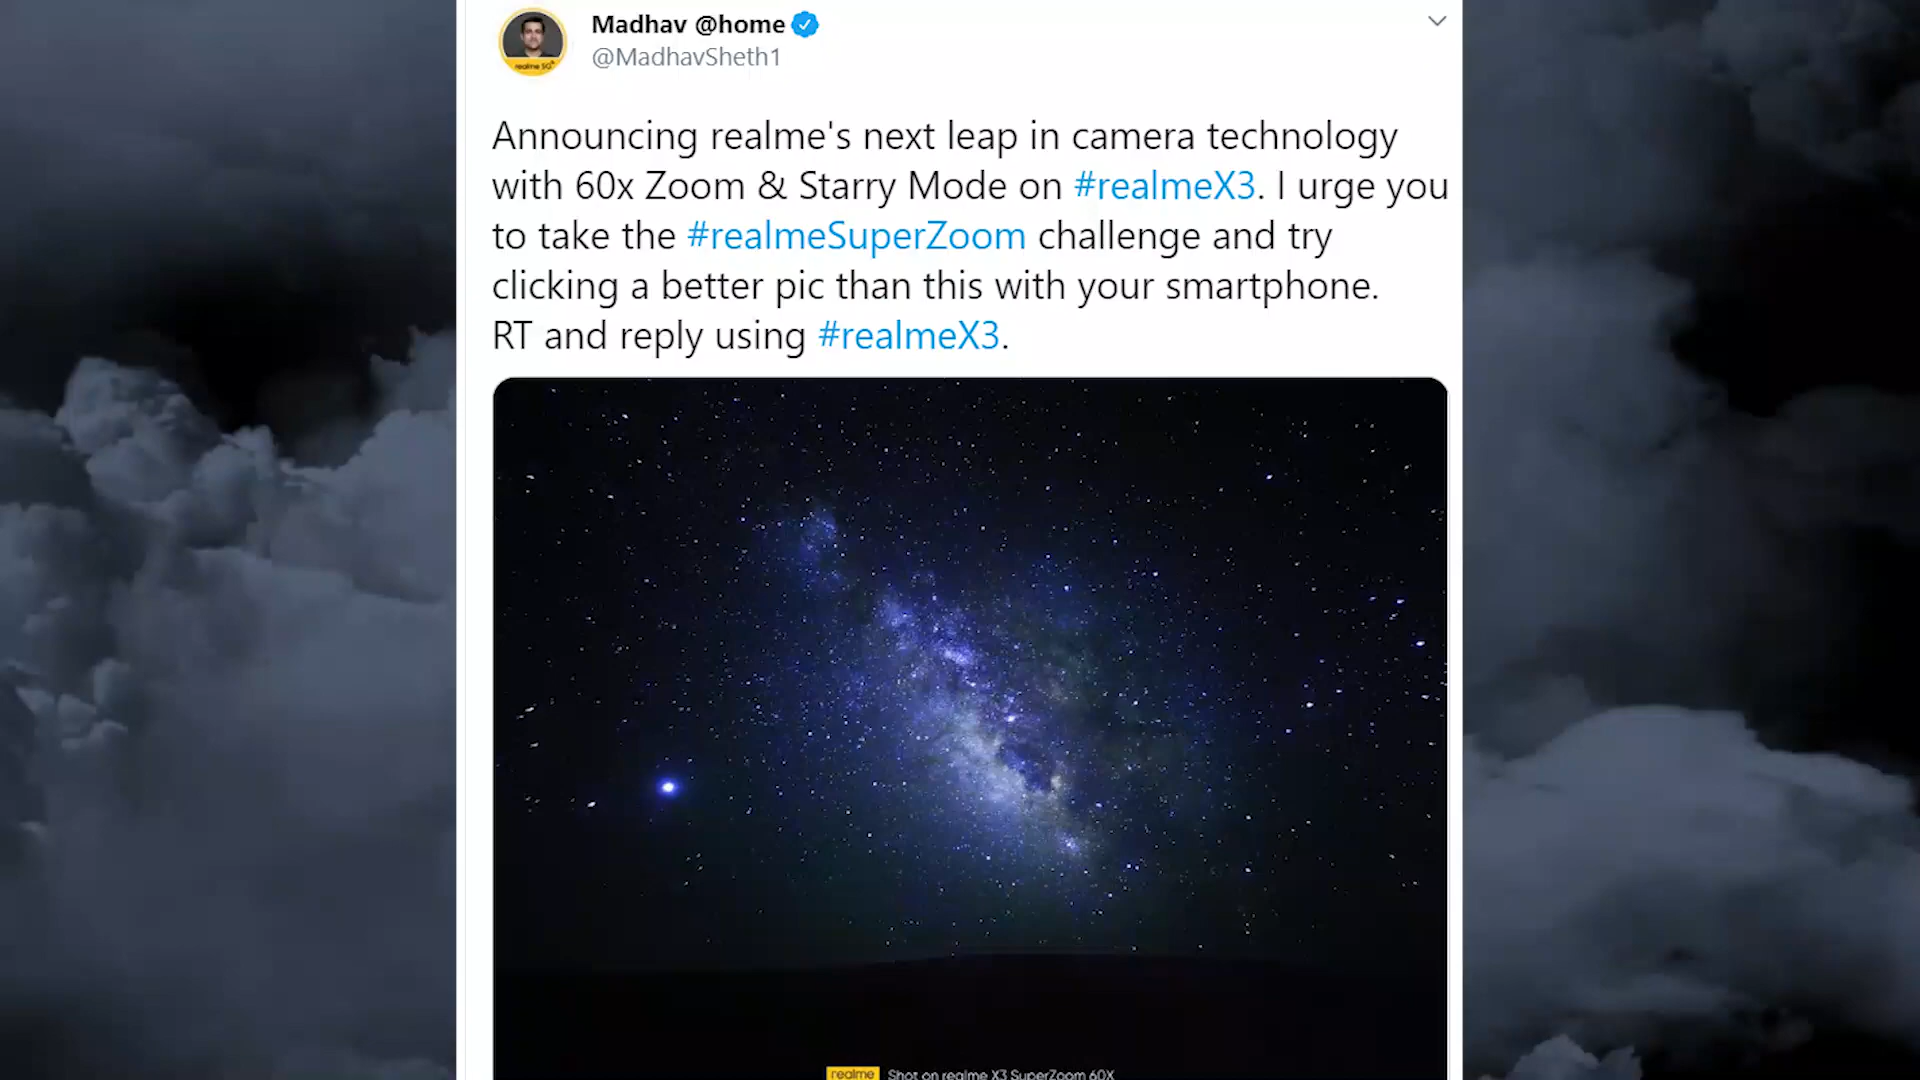 Madhav @home
@MadhavSheth1
realme 5G
Announcing realme's next leap in camera technology
with 60x Zoom & Starry Mode on #realmeX3. I urge you
to take the #realmeSuperZoom challenge and try
clicking a better pic than this with your smartphone.
RT and reply using #realmeX3.
realme Shot on realme X3 SuperZoom 60X